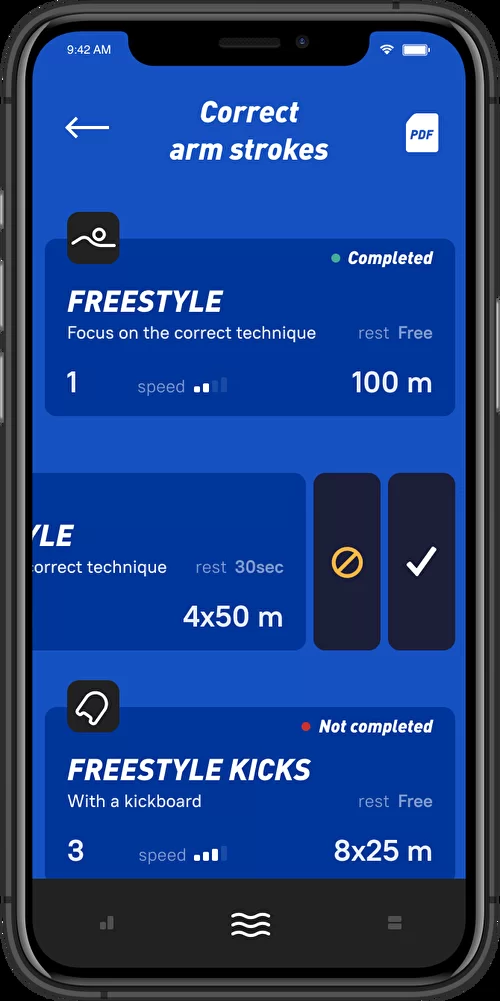 9:42 AM
Correct
arm strokes
PDF
Completed
FREESTYLE
Focus on the correct technique rest Free
1 speed 100 m
YLE
correct technique rest 30sec
4x50 m
Not completed
FREESTYLE KICKS
With a kickboard rest Free
3 speed 8x25 m